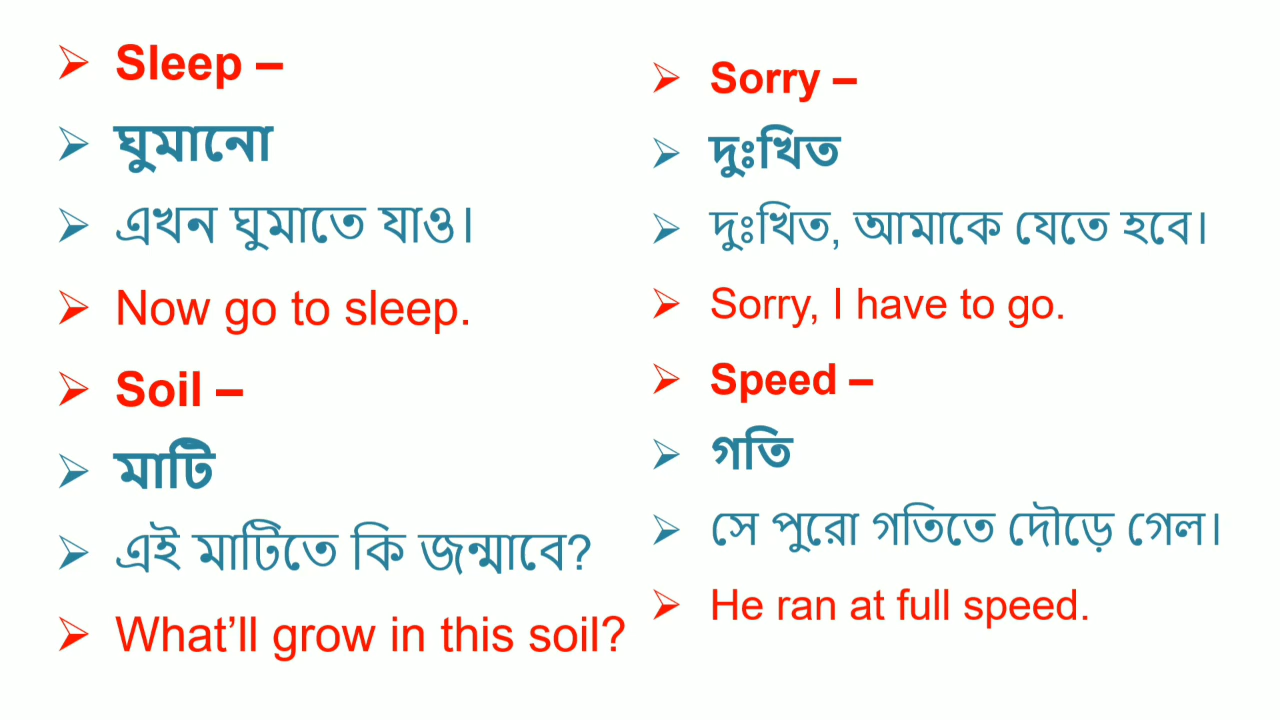 Sleep –
ঘুমানো
এখন ঘুমাতে যাও।
Now go to sleep.
Soil –
মাটি
এই মাটিতে কি জন্মাবে?
What’ll grow in this soil?
Sorry –
দুঃখিত
দুঃখিত, আমাকে যেতে হবে।
Sorry, I have to go.
Speed –
গতি
সে পুরো গতিতে দৌড়ে গেল।
He ran at full speed.